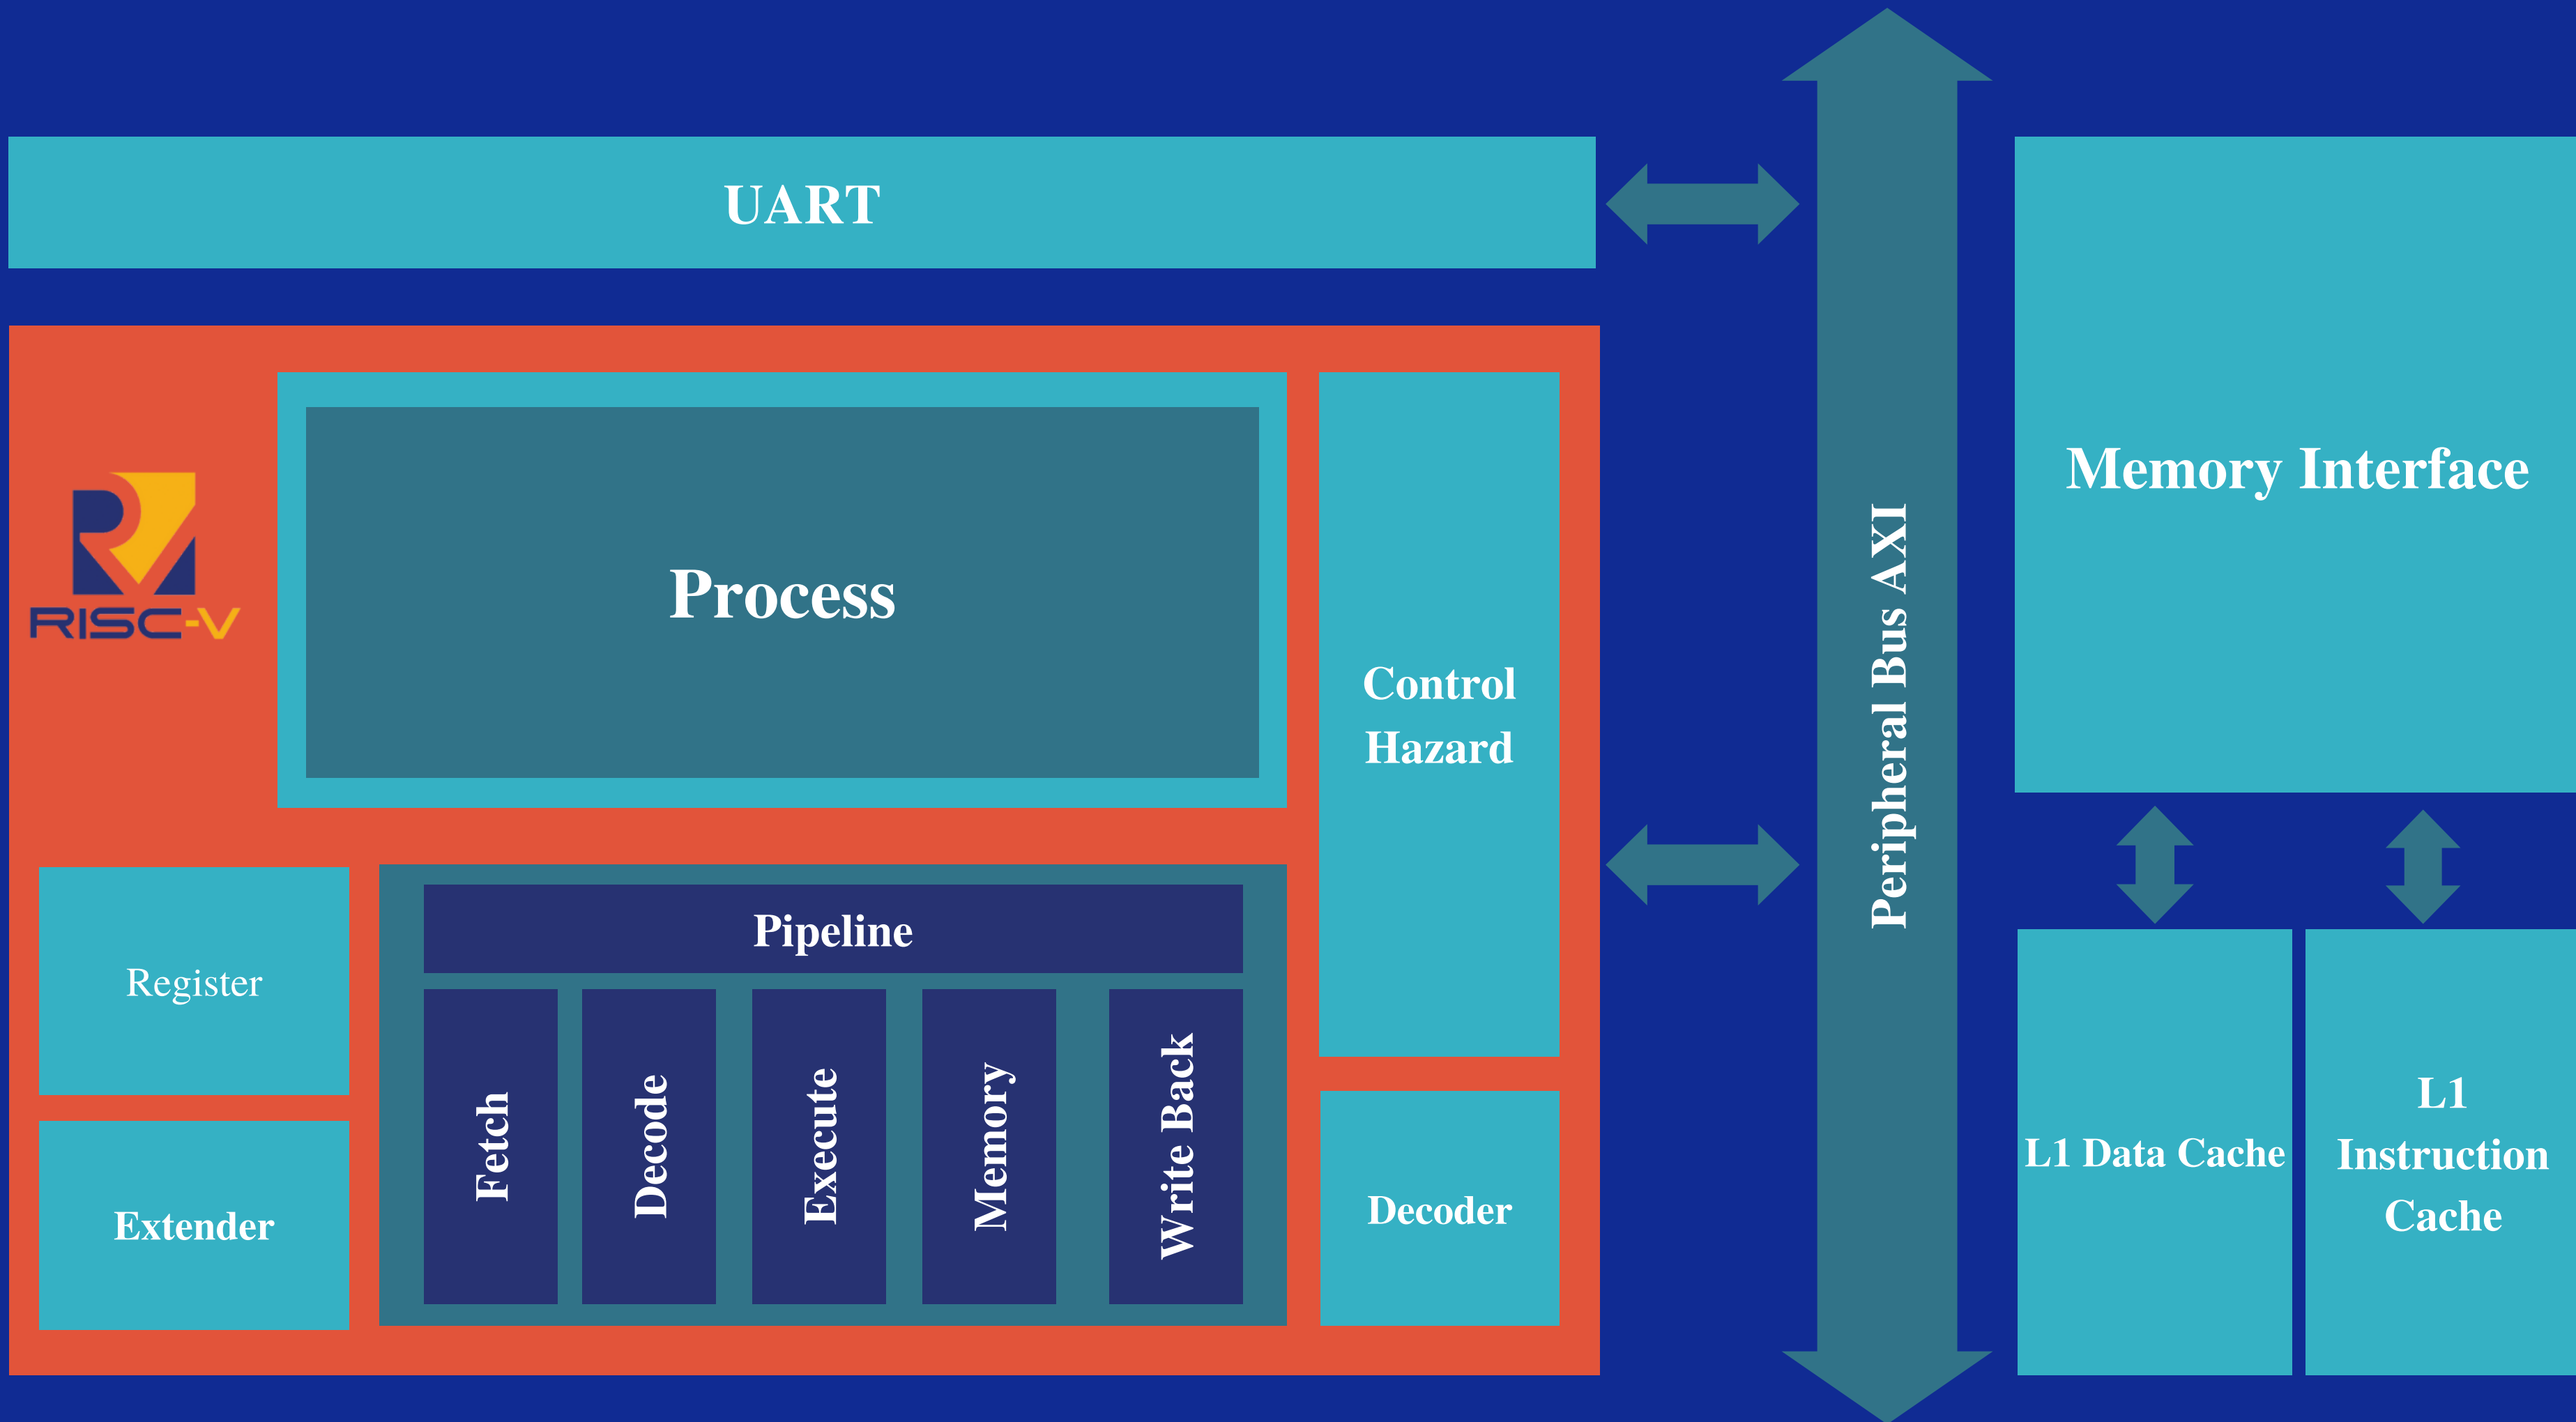 UART
RISC-V
Process
Control
Hazard
Register
Extender
Pipeline
Fetch
Decode
Execute
Memory
Write Back
Decoder
Peripheral Bus AXI
Memory Interface
L1 Data Cache
L1
Instruction
Cache